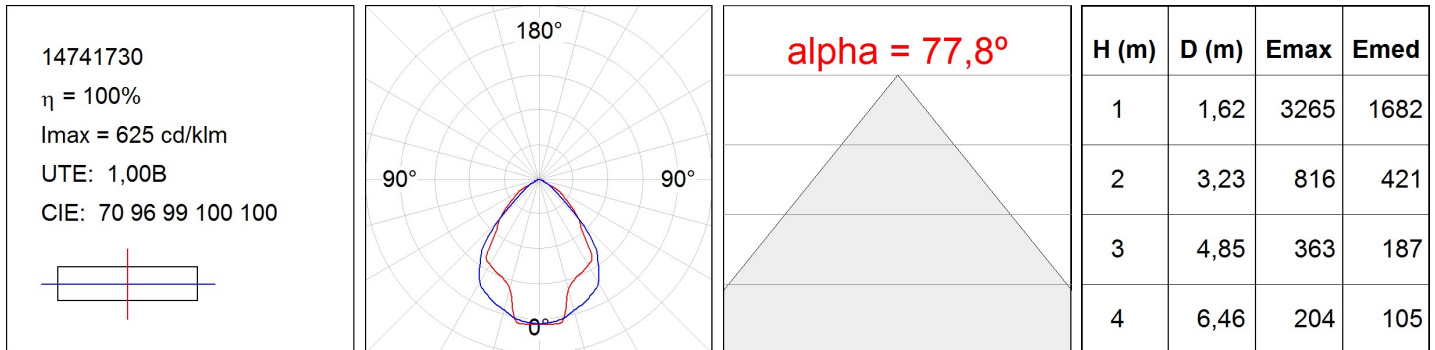 14741730
η = 100%
Imax = 625 cd/klm
UTE: 1,00B
CIE: 70 96 99 100 100
180°
90° 90°
0°
alpha = 77,8º
H (m) D (m) Emax Emed
1 1,62 3265 1682
2 3,23 816 421
3 4,85 363 187
4 6,46 204 105